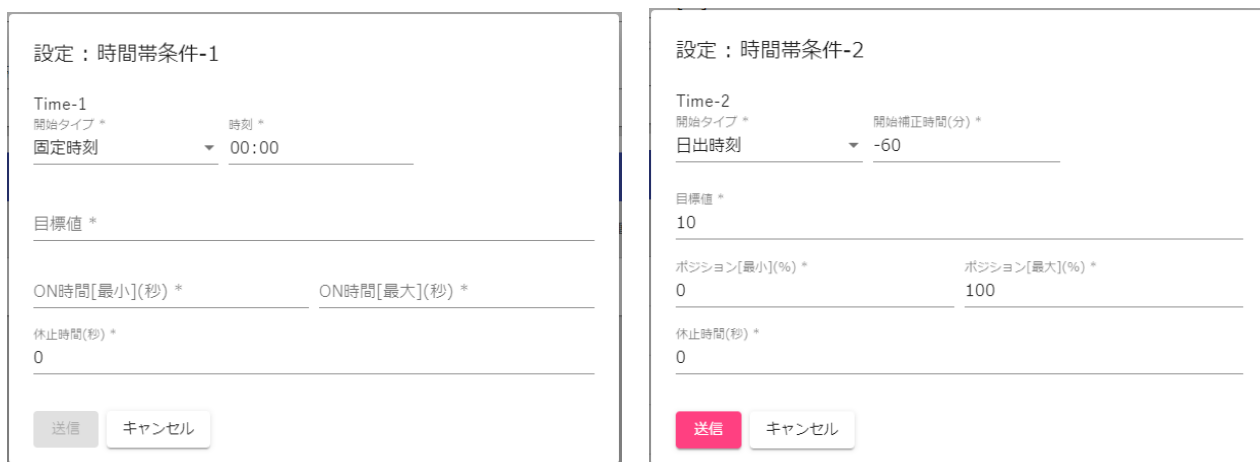 設定：時間帯条件-1
Time-1
開始タイプ * 時刻 *
固定時刻 00:00
目標値 *
ON時間[最小](秒) * ON時間[最大](秒) *
休止時間(秒) *
0
送信 キャンセル
設定：時間帯条件-2
Time-2
開始タイプ * 開始補正時間(分) *
日出時刻 -60
目標値 *
10
ポジション[最小](%) * ポジション[最大](%) *
0 100
休止時間(秒) *
0
送信 キャンセル